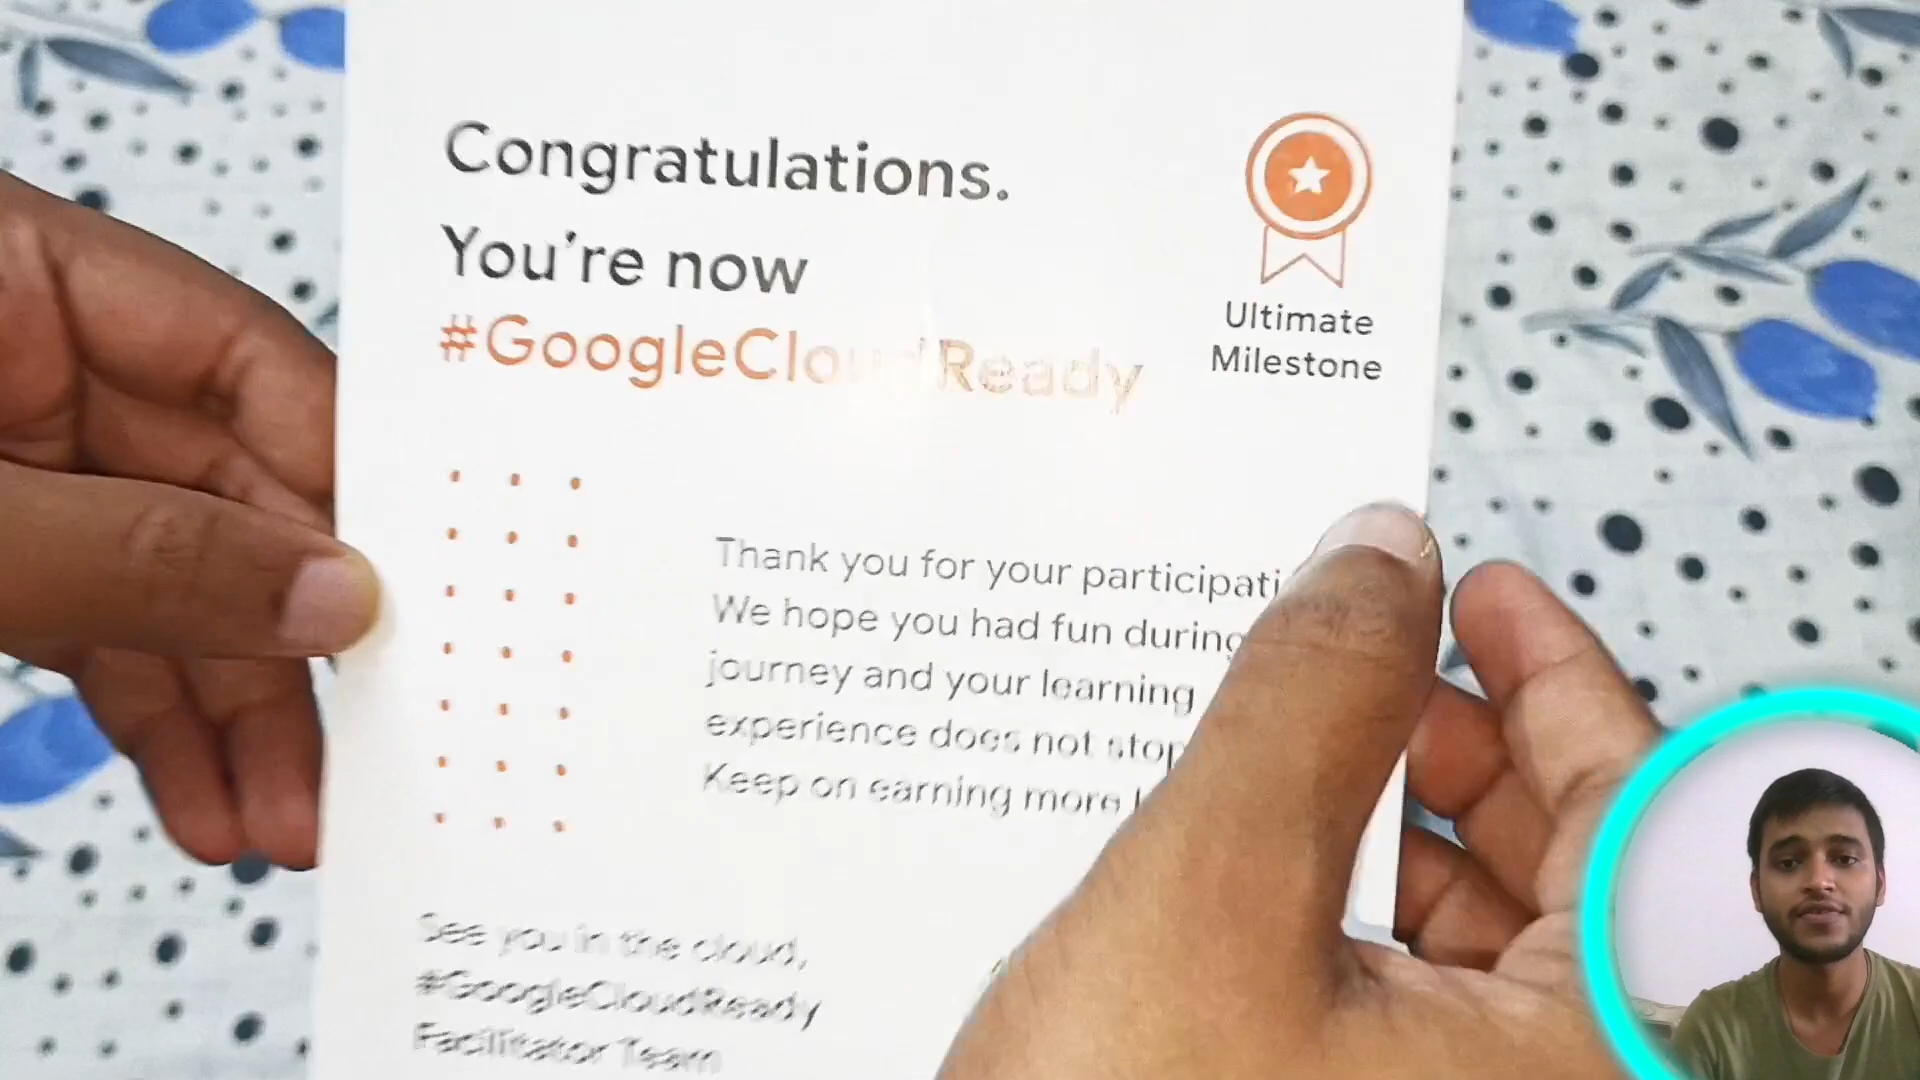 Congratulations.
You're now
#GoogleCloudReady
Ultimate
Milestone
Thank you for your participati
We hope you had fun during
journey and your learning
experience does not stop
Keep on earning more
See you in the cloud,
#GoogleCloudReady
Facilitator Team